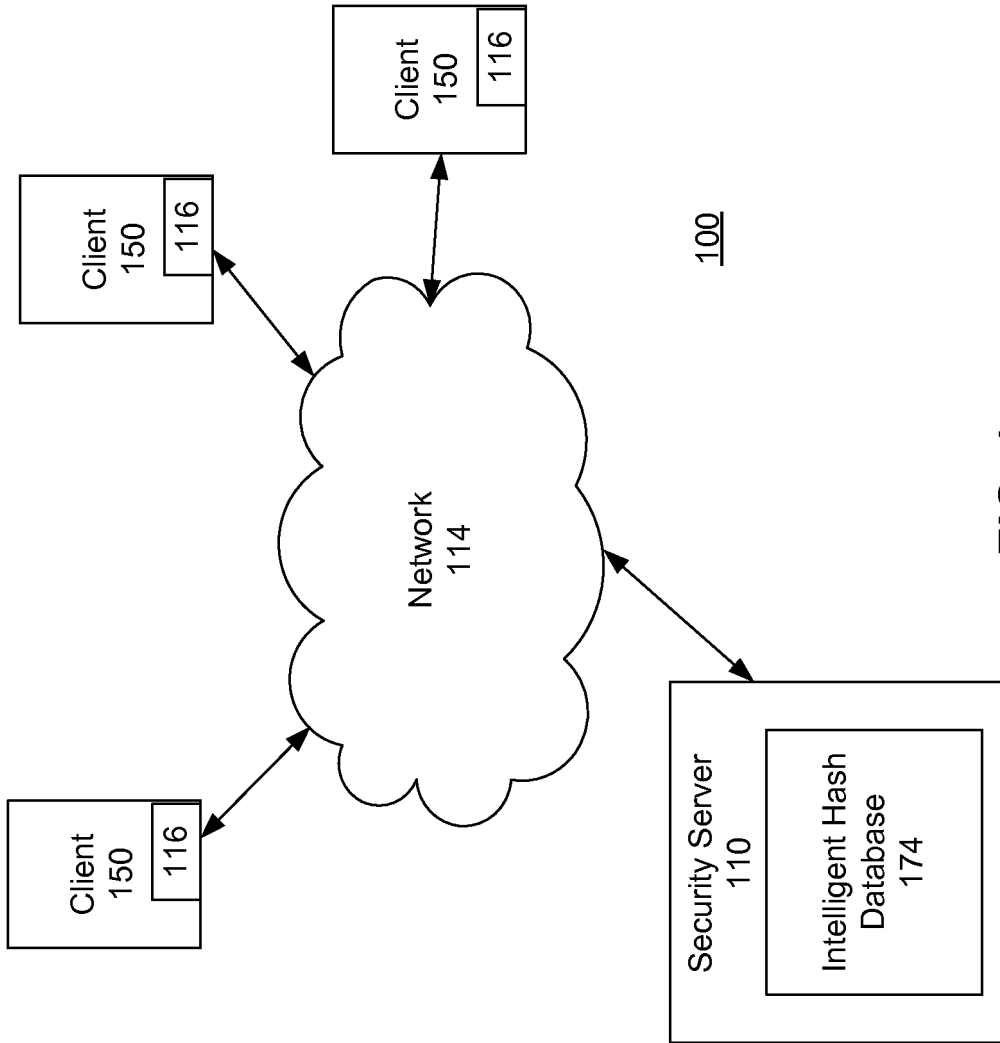 Client
150
116
Client
150
116
Client
150
116
Network
114
100
Security Server
110
Intelligent Hash
Database
174